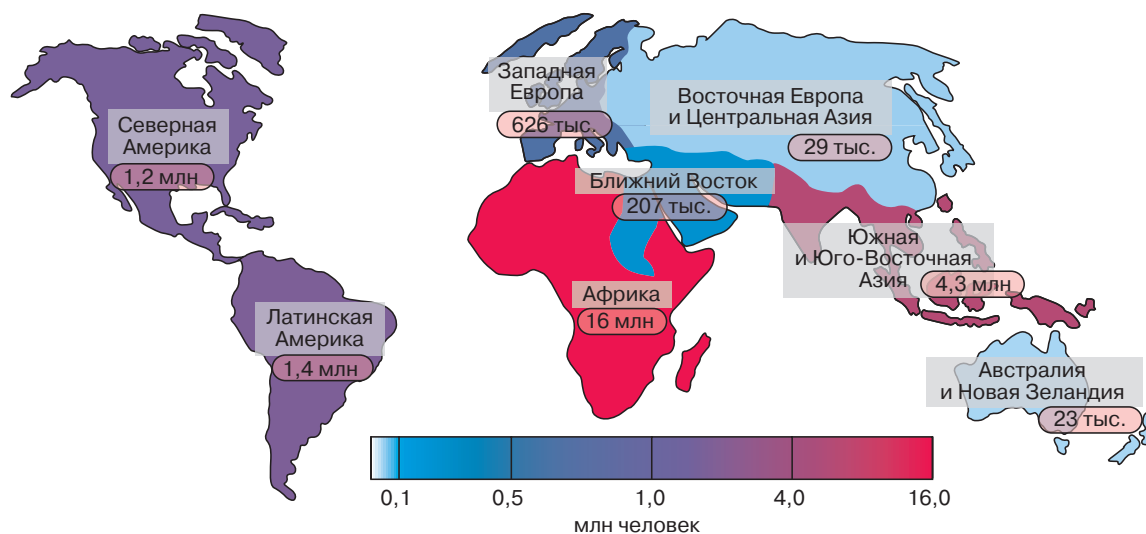 Северная
Америка
1,2 млн
Латинская
Америка
1,4 млн
Западная
Европа
626 тыс.
Восточная Европа
и Центральная Азия
29 тыс.
Ближний Восток
207 тыс.
Африка
16 млн
Южная
и Юго-Восточная
Азия
4,3 млн
Австралия
и Новая Зеландия
23 тыс.
0,1 0,5 1,0 4,0 16,0
млн человек